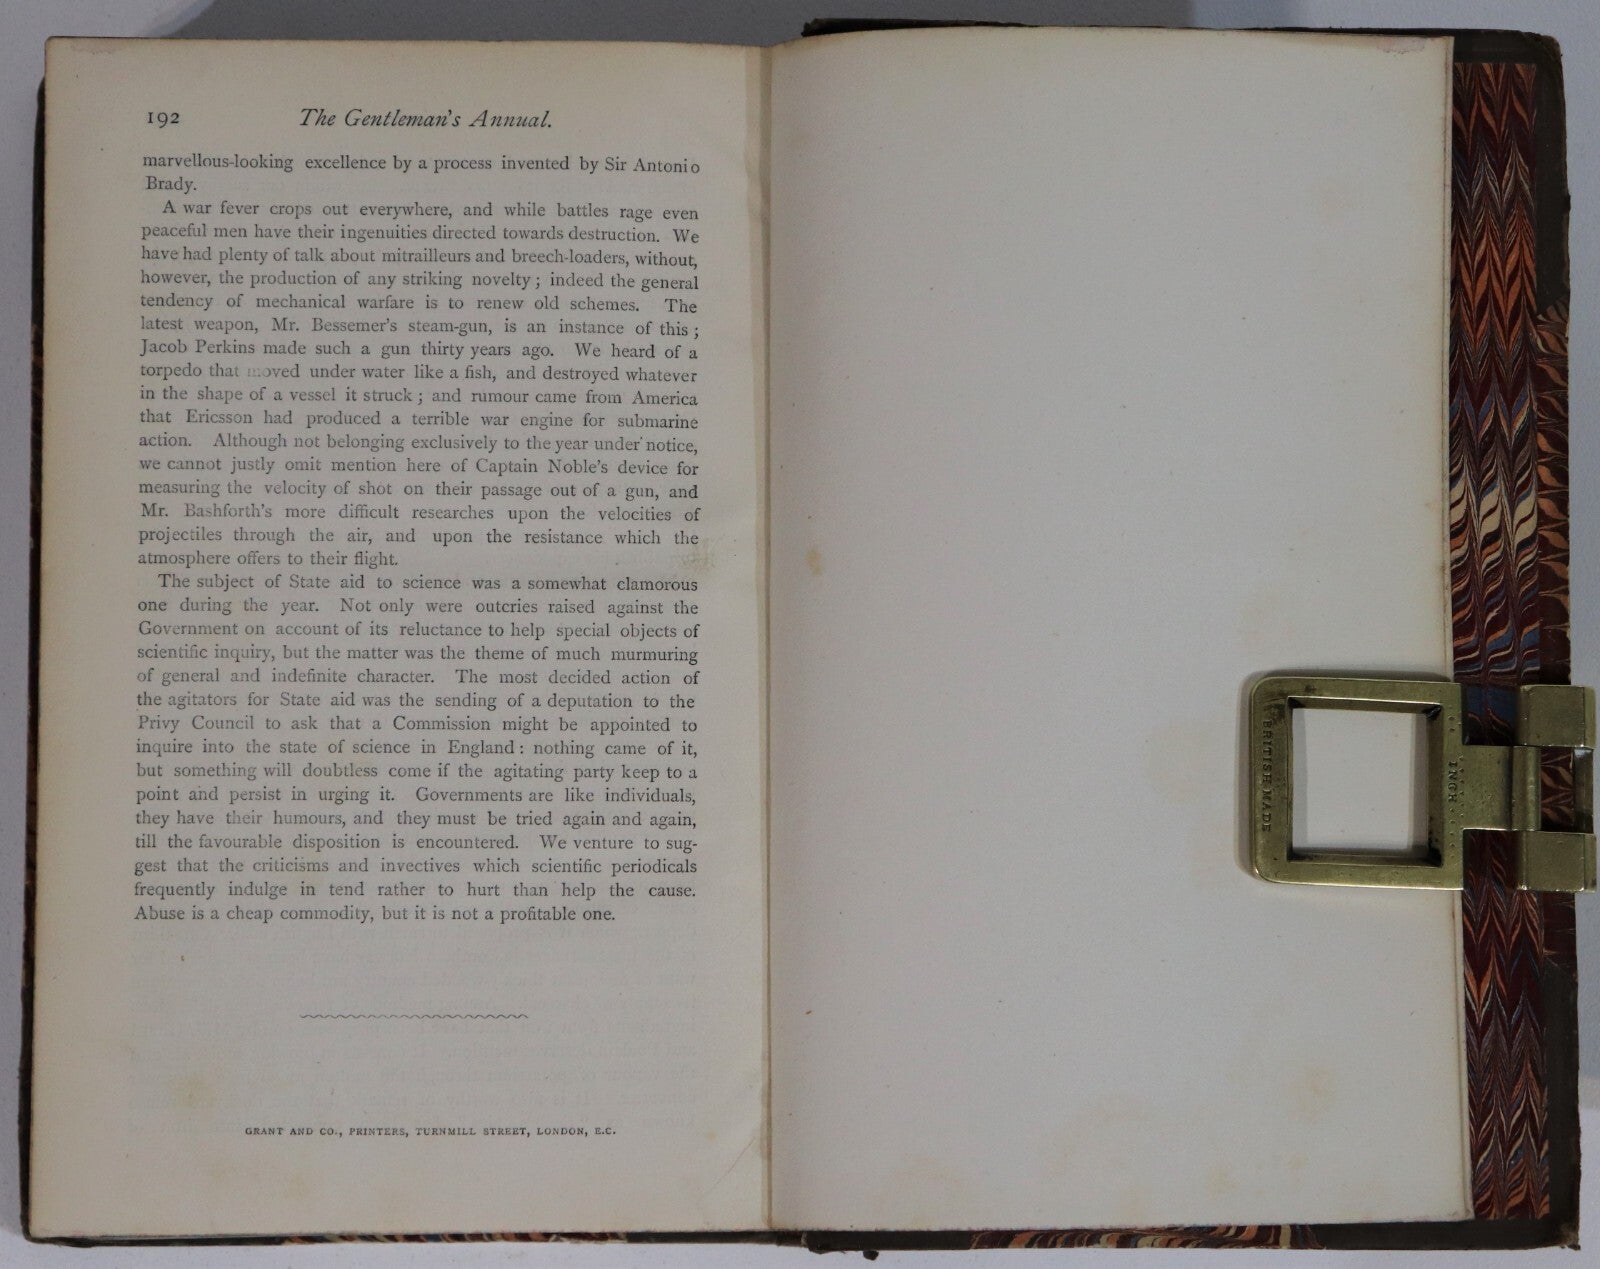 192
The Gentleman's Annual.
marvellous-looking excellence by a process invented by Sir Antonio
Brady.
A war fever crops out everywhere, and while battles rage even
peaceful men have their ingenuities directed towards destruction. We
have had plenty of talk about mitrailleurs and breech-loaders, without,
however, the production of any striking novelty; indeed the general
tendency of mechanical warfare is to renew old schemes. The
latest weapon, Mr. Bessemer's steam-gun, is an instance of this;
Jacob Perkins made such a gun thirty years ago. We heard of a
torpedo that moved under water like a fish, and destroyed whatever
in the shape of a vessel it struck; and rumour came from America
that Ericsson had produced a terrible war engine for submarine
action. Although not belonging exclusively to the year under notice,
we cannot justly omit mention here of Captain Noble's device for
measuring the velocity of shot on their passage out of a gun, and
Mr. Bashforth's more difficult researches upon the velocities of
projectiles through the air, and upon the resistance which the
atmosphere offers to their flight.
The subject of State aid to science was a somewhat clamorous
one during the year. Not only were outcries raised against the
Government on account of its reluctance to help special objects of
scientific inquiry, but the matter was the theme of much murmuring
of general and indefinite character. The most decided action of
the agitators for State aid was the sending of a deputation to the
Privy Council to ask that a Commission might be appointed to
inquire into the state of science in England: nothing came of it,
but something will doubtless come if the agitating party keep to a
point and persist in urging it. Governments are like individuals,
they have their humours, and they must be tried again and again,
till the favourable disposition is encountered. We venture to sug-
gest that the criticisms and invectives which scientific periodicals
frequently indulge in tend rather to hurt than help the cause.
Abuse is a cheap commodity, but it is not a profitable one.
GRANT AND CO., PRINTERS, TURNMILL STREET, LONDON, E.C.
BRITISH MADE
INCH